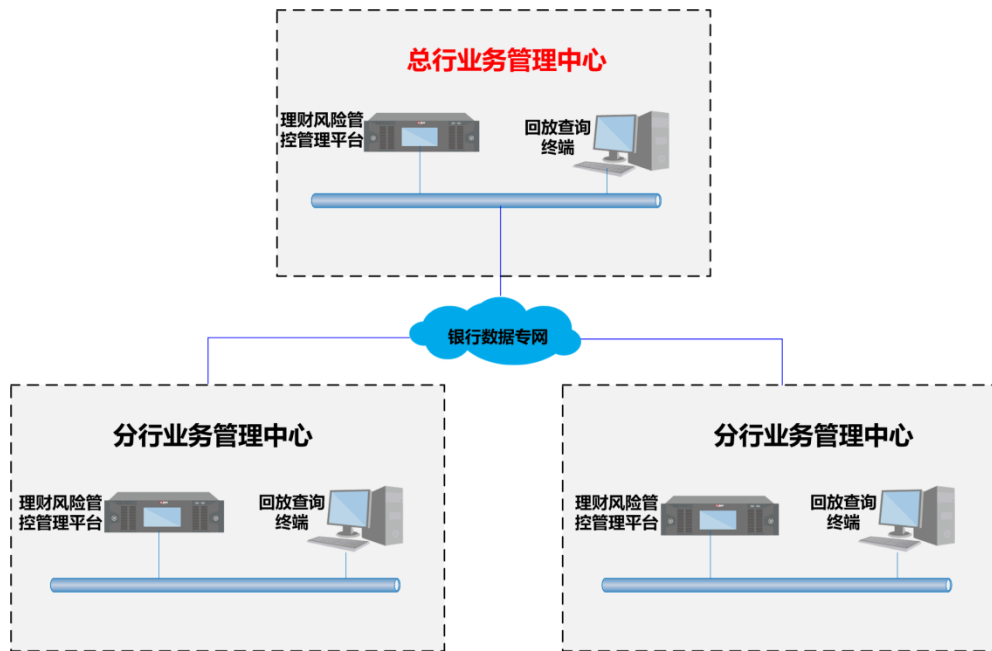 总行业务管理中心
理财风险管
控管理平台
回放查询
终端
银行数据专网
分行业务管理中心
理财风险管
控管理平台
回放查询
终端
分行业务管理中心
理财风险管
控管理平台
回放查询
终端